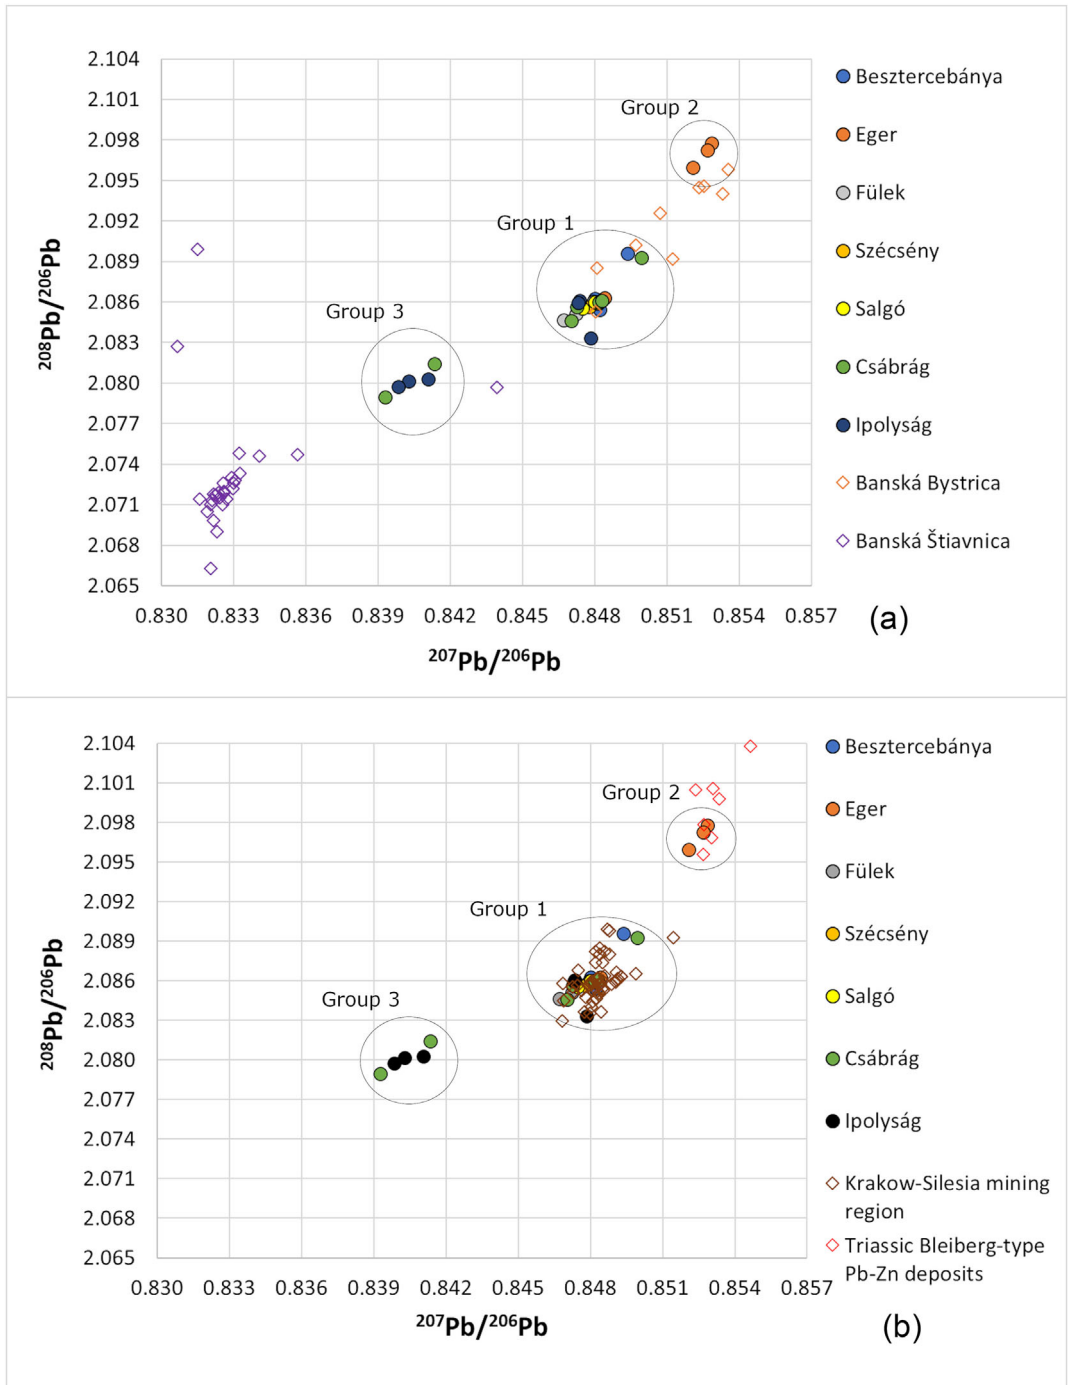 2.104
2.101
2.098
2.095
2.092
2.089
2.086
2.083
2.080
2.077
2.074
2.071
2.068
2.065
²⁰⁸Pb/²⁰⁶Pb
Group 2
Group 1
Group 3
0.830 0.833 0.836 0.839 0.842 0.845 0.848 0.851 0.854 0.857
²⁰⁷Pb/²⁰⁶Pb
Besztercebánya
Eger
Fülek
Szécsény
Salgó
Csábrág
Ipolyság
Banská Bystrica
Banská Štiavnica
(a)
2.104
2.101
2.098
2.095
2.092
2.089
2.086
2.083
2.080
2.077
2.074
2.071
2.068
2.065
²⁰⁸Pb/²⁰⁶Pb
Group 2
Group 1
Group 3
0.830 0.833 0.836 0.839 0.842 0.845 0.848 0.851 0.854 0.857
²⁰⁷Pb/²⁰⁶Pb
Besztercebánya
Eger
Fülek
Szécsény
Salgó
Csábrág
Ipolyság
Krakow-Silesia mining
region
Triassic Bleiberg-type
Pb-Zn deposits
(b)